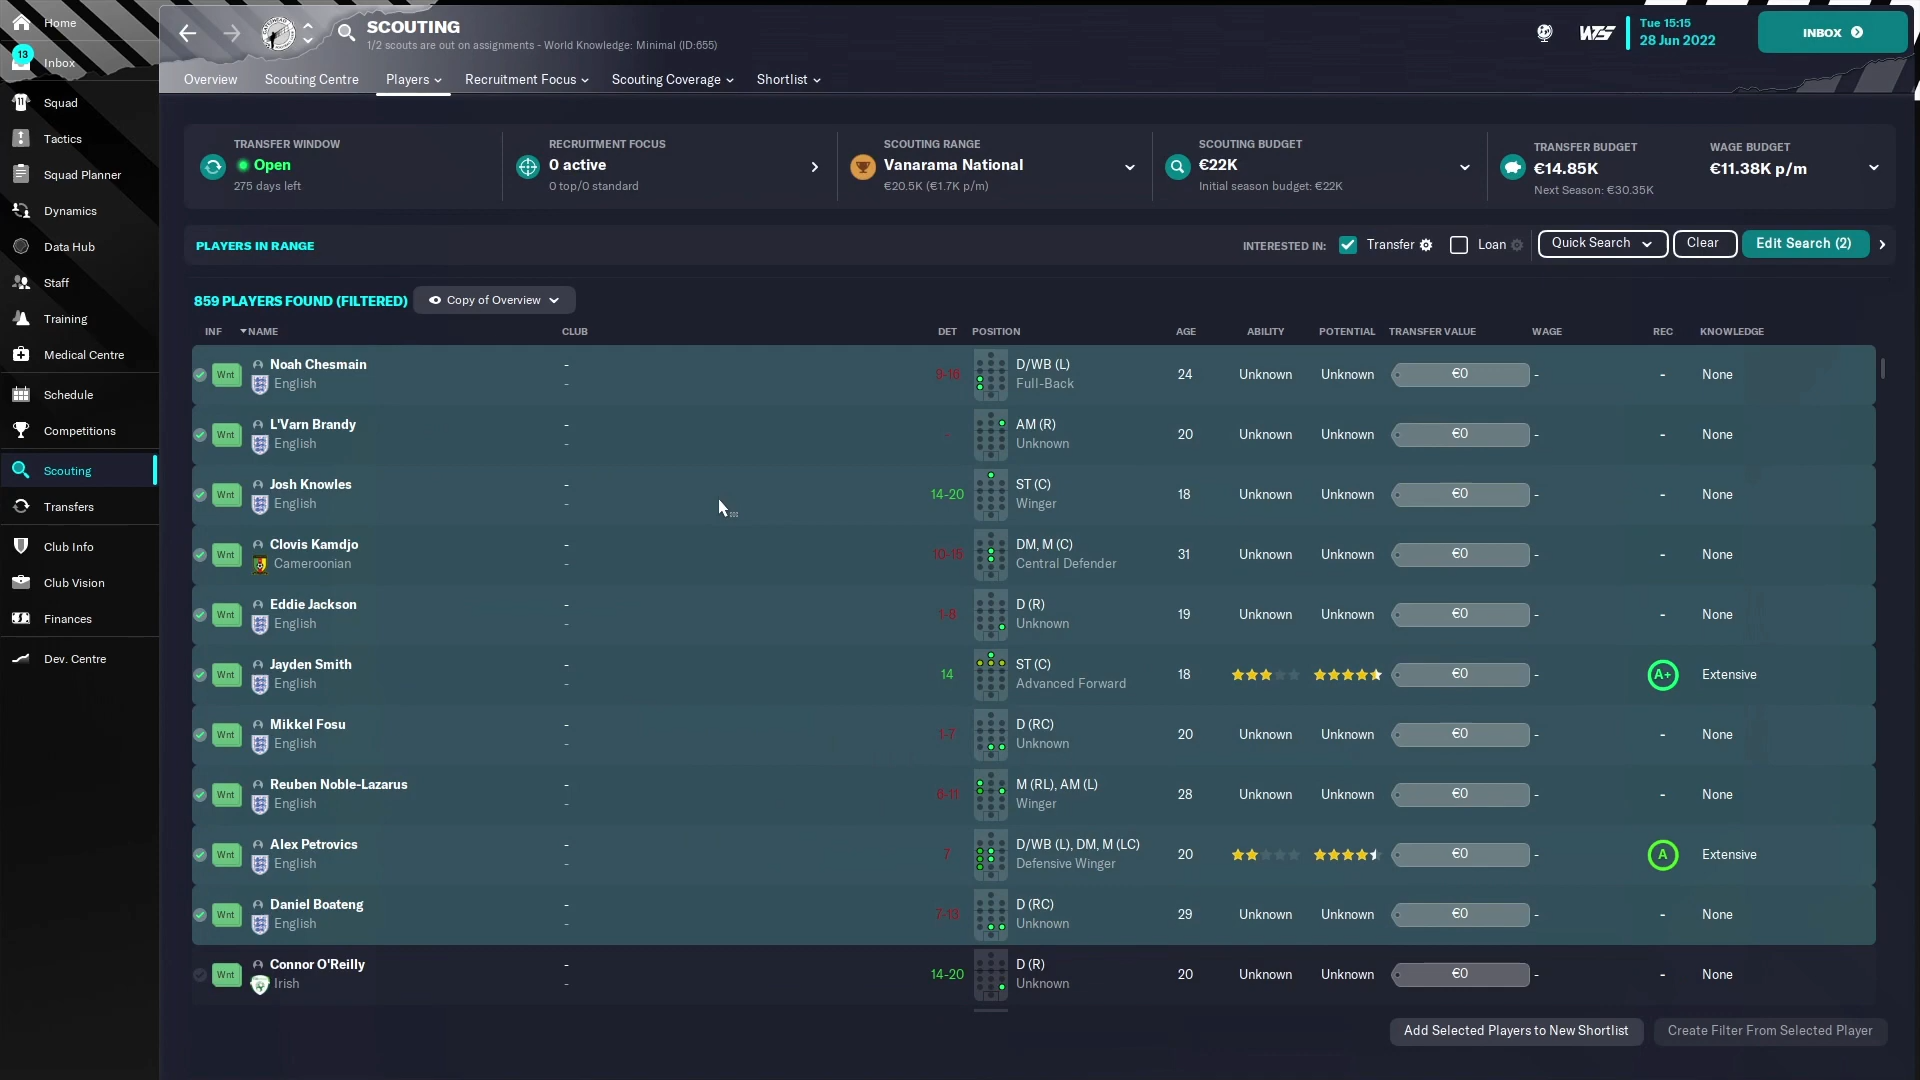 Home
13
Inbox
Squad
Tactics
Squad Planner
Dynamics
Data Hub
Staff
Training
Medical Centre
Schedule
Competitions
Scouting
Transfers
Club Info
Club Vision
Finances
Dev. Centre
SCOUTING
1/2 scouts are out on assignments - World Knowledge: Minimal (ID:655)
Tue 15:15
28 Jun 2022
INBOX
Overview Scouting Centre Players Recruitment Focus Scouting Coverage Shortlist
TRANSFER WINDOW
Open
275 days left
RECRUITMENT FOCUS
0 active
0 top/0 standard
SCOUTING RANGE
Vanarama National
€20.5K (€1.7K p/m)
SCOUTING BUDGET
€22K
Initial season budget: €22K
TRANSFER BUDGET
€14.85K
Next Season: €30.35K
WAGE BUDGET
€11.38K p/m
PLAYERS IN RANGE
INTERESTED IN: Transfer Loan Quick Search Clear Edit Search (2)
859 PLAYERS FOUND (FILTERED) Copy of Overview
INF NAME CLUB DET POSITION AGE ABILITY POTENTIAL TRANSFER VALUE WAGE REC KNOWLEDGE
Wnt Noah Chesmain - 9-16 D/WB (L) 24 Unknown Unknown €0 - - None
English - Full-Back
Wnt L'Varn Brandy - - AM (R) 20 Unknown Unknown €0 - - None
English - Unknown
Wnt Josh Knowles - 14-20 ST (C) 18 Unknown Unknown €0 - - None
English - Winger
Wnt Clovis Kamdjo - 10-15 DM, M (C) 31 Unknown Unknown €0 - - None
Cameroonian - Central Defender
Wnt Eddie Jackson - 1-8 D (R) 19 Unknown Unknown €0 - - None
English - Unknown
Wnt Jayden Smith - 14 ST (C) 18 €0 - A+ Extensive
English - Advanced Forward
Wnt Mikkel Fosu - 1-7 D (RC) 20 Unknown Unknown €0 - - None
English - Unknown
Wnt Reuben Noble-Lazarus - 6-11 M (RL), AM (L) 28 Unknown Unknown €0 - - None
English - Winger
Wnt Alex Petrovics - 7 D/WB (L), DM, M (LC) 20 €0 - A Extensive
English - Defensive Winger
Wnt Daniel Boateng - 7-13 D (RC) 29 Unknown Unknown €0 - - None
English - Unknown
Wnt Connor O'Reilly - 14-20 D (R) 20 Unknown Unknown €0 - - None
Irish - Unknown
Add Selected Players to New Shortlist Create Filter From Selected Player